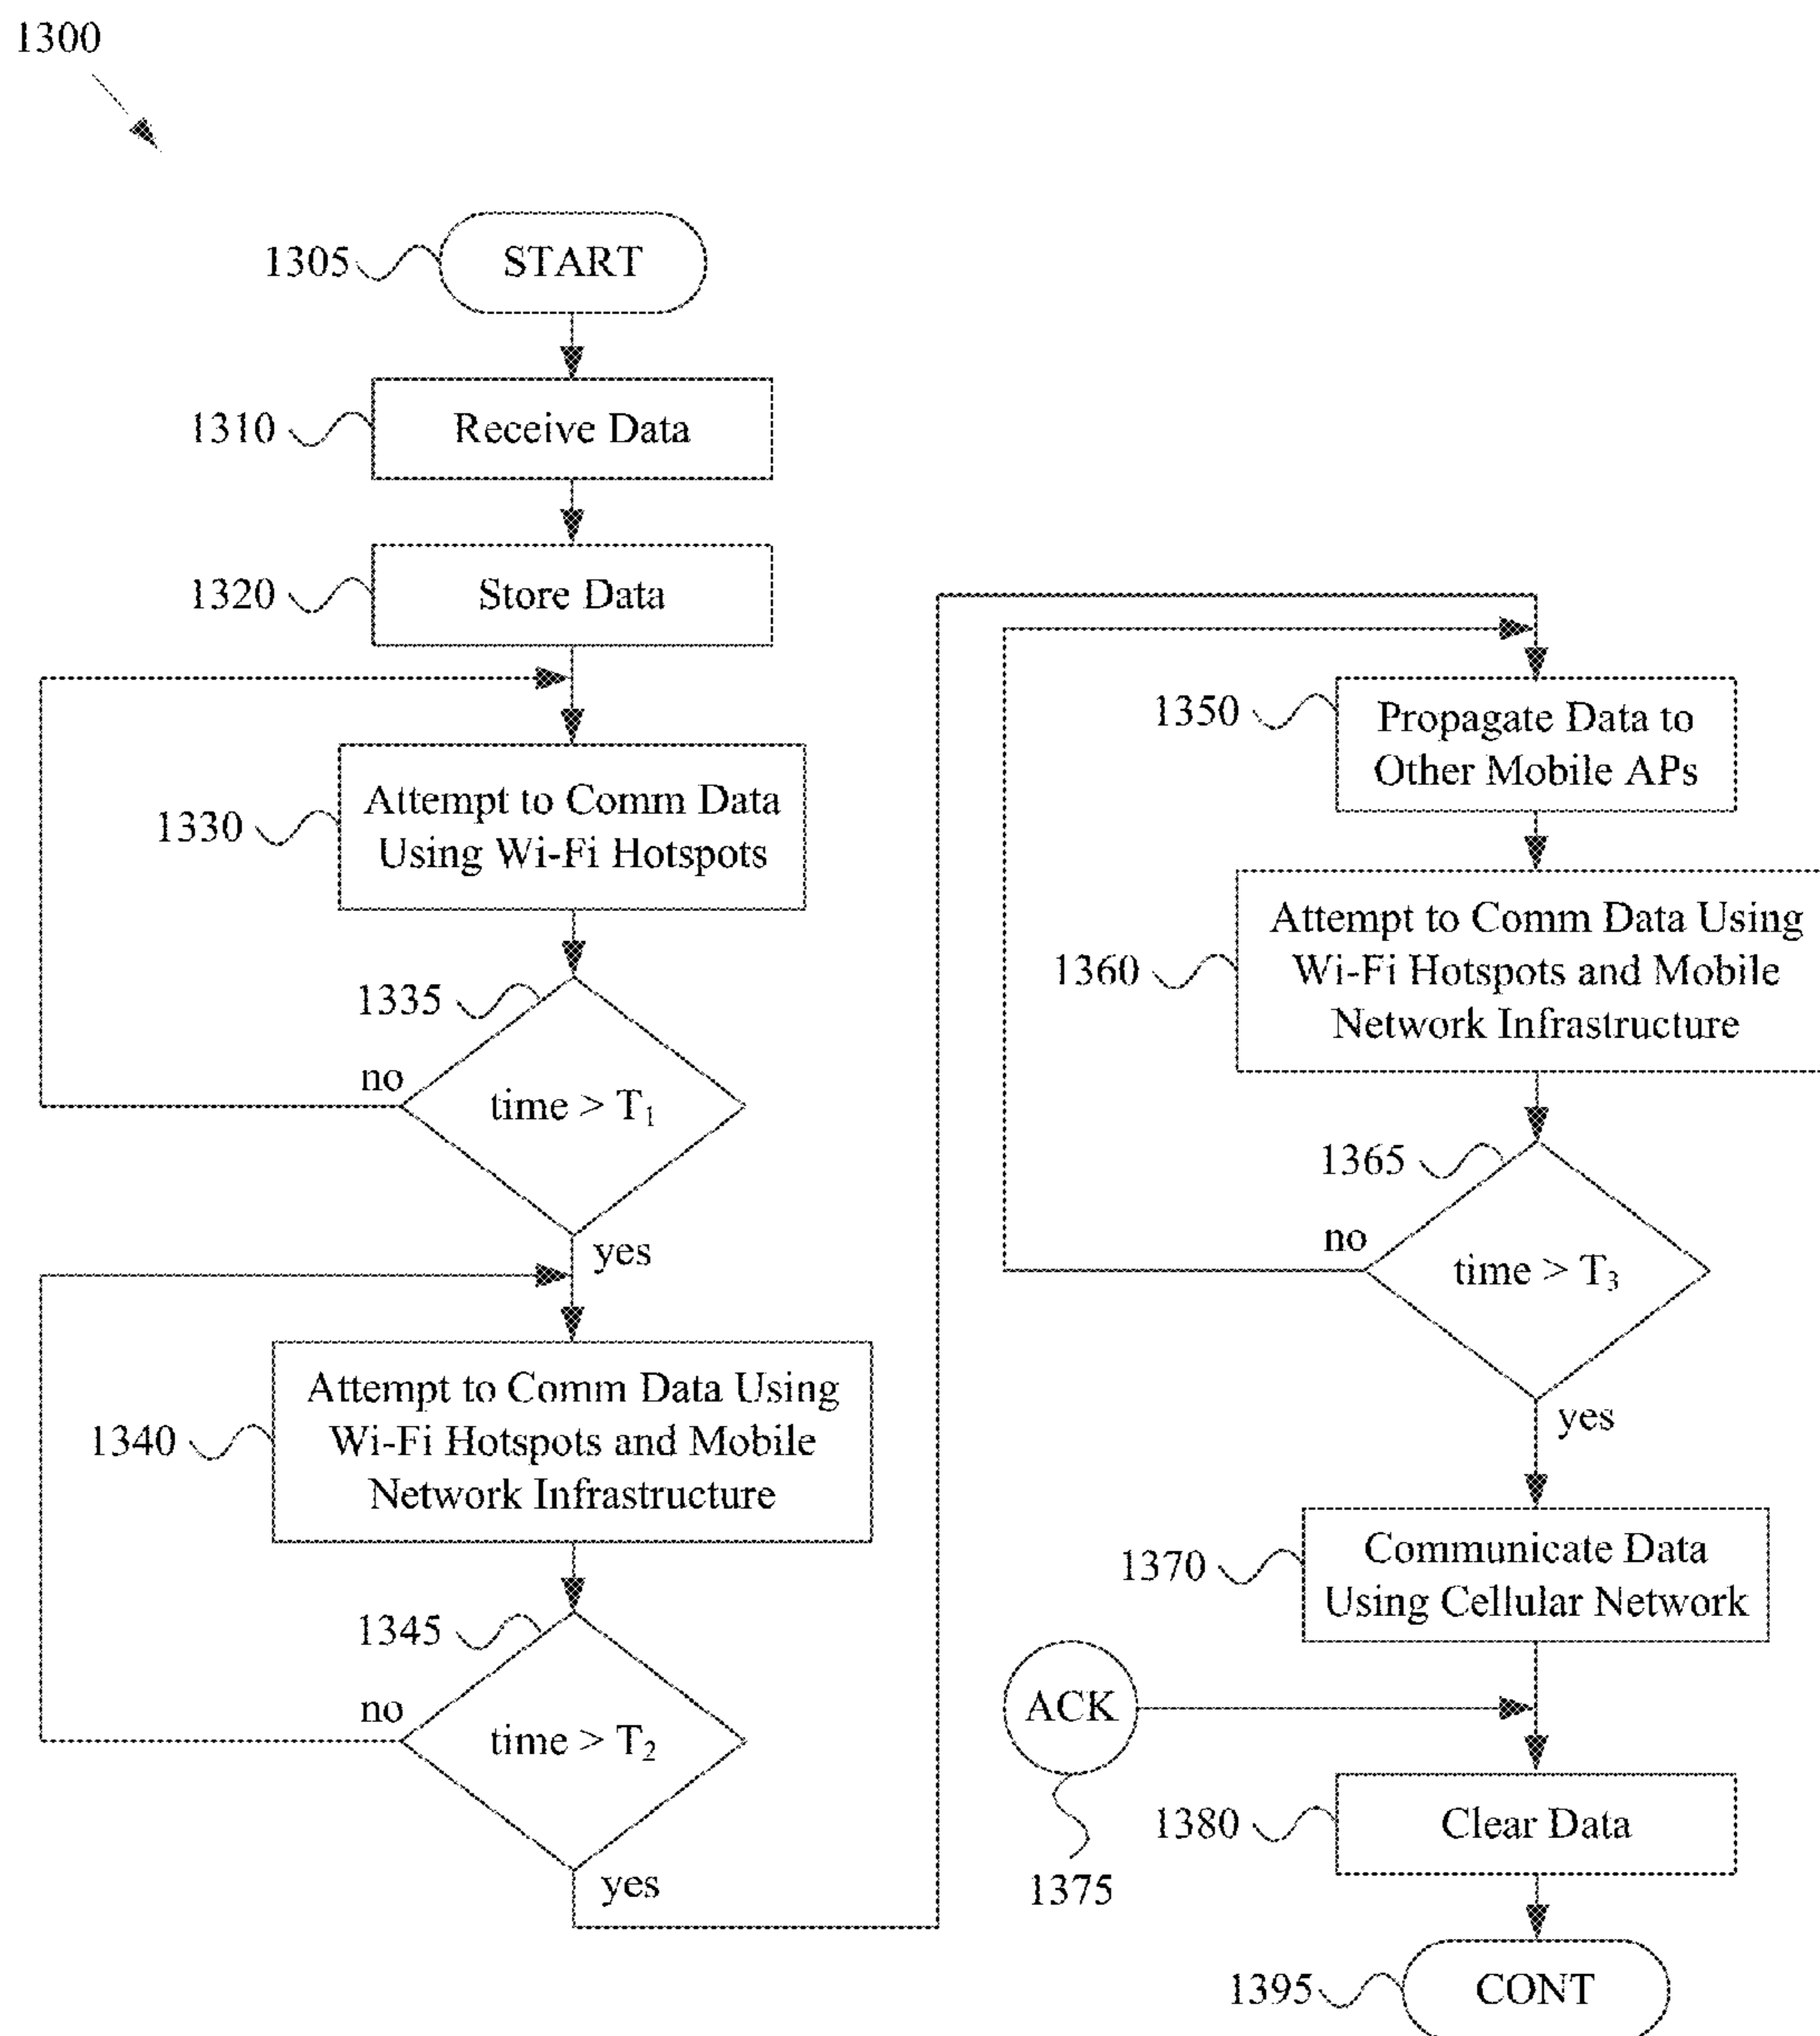 1300
1305
START
1310
Receive Data
1320
Store Data
1330
Attempt to Comm Data
Using Wi-Fi Hotspots
1335
no
time > T₁
yes
1340
Attempt to Comm Data Using
Wi-Fi Hotspots and Mobile
Network Infrastructure
1345
no
time > T₂
yes
1350
Propagate Data to
Other Mobile APs
1360
Attempt to Comm Data Using
Wi-Fi Hotspots and Mobile
Network Infrastructure
1365
no
time > T₃
yes
1370
Communicate Data
Using Cellular Network
ACK
1375
1380
Clear Data
1395
CONT